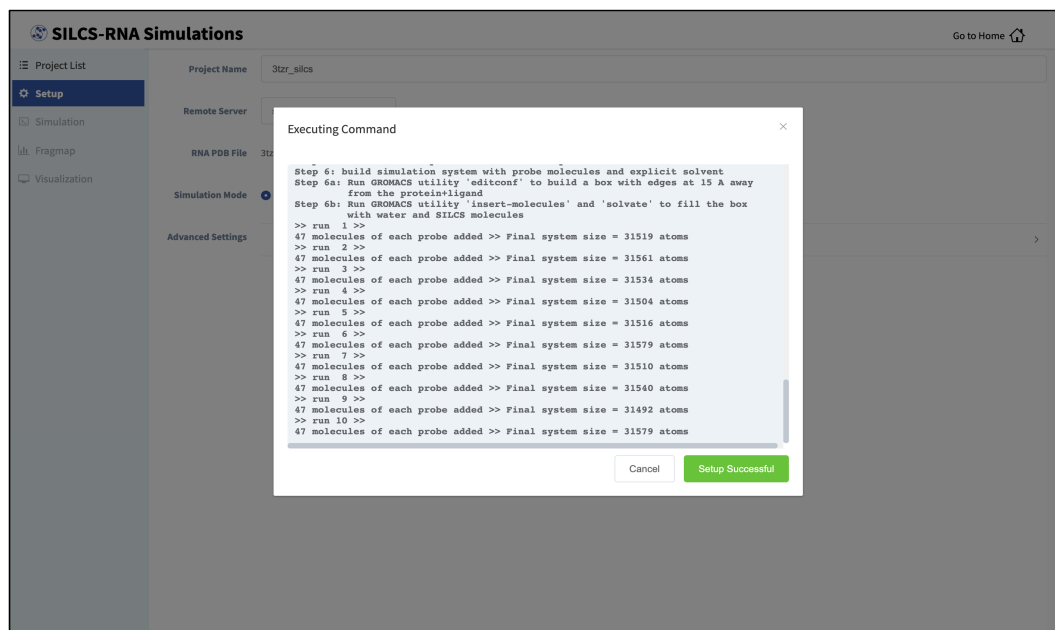 SILCS-RNA Simulations
Go to Home
Project List
Setup
Simulation
Fragmap
Visualization
Project Name 3tzr_silcs
Remote Server
RNA PDB File 3tz
Simulation Mode
Advanced Settings
Executing Command
Step 6: build simulation system with probe molecules and explicit solvent
Step 6a: Run GROMACS utility 'editconf' to build a box with edges at 15 A away
from the protein+ligand
Step 6b: Run GROMACS utility 'insert-molecules' and 'solvate' to fill the box
with water and SILCS molecules
>> run 1 >>
47 molecules of each probe added >> Final system size = 31519 atoms
>> run 2 >>
47 molecules of each probe added >> Final system size = 31561 atoms
>> run 3 >>
47 molecules of each probe added >> Final system size = 31534 atoms
>> run 4 >>
47 molecules of each probe added >> Final system size = 31504 atoms
>> run 5 >>
47 molecules of each probe added >> Final system size = 31516 atoms
>> run 6 >>
47 molecules of each probe added >> Final system size = 31579 atoms
>> run 7 >>
47 molecules of each probe added >> Final system size = 31510 atoms
>> run 8 >>
47 molecules of each probe added >> Final system size = 31540 atoms
>> run 9 >>
47 molecules of each probe added >> Final system size = 31492 atoms
>> run 10 >>
47 molecules of each probe added >> Final system size = 31579 atoms
Cancel
Setup Successful